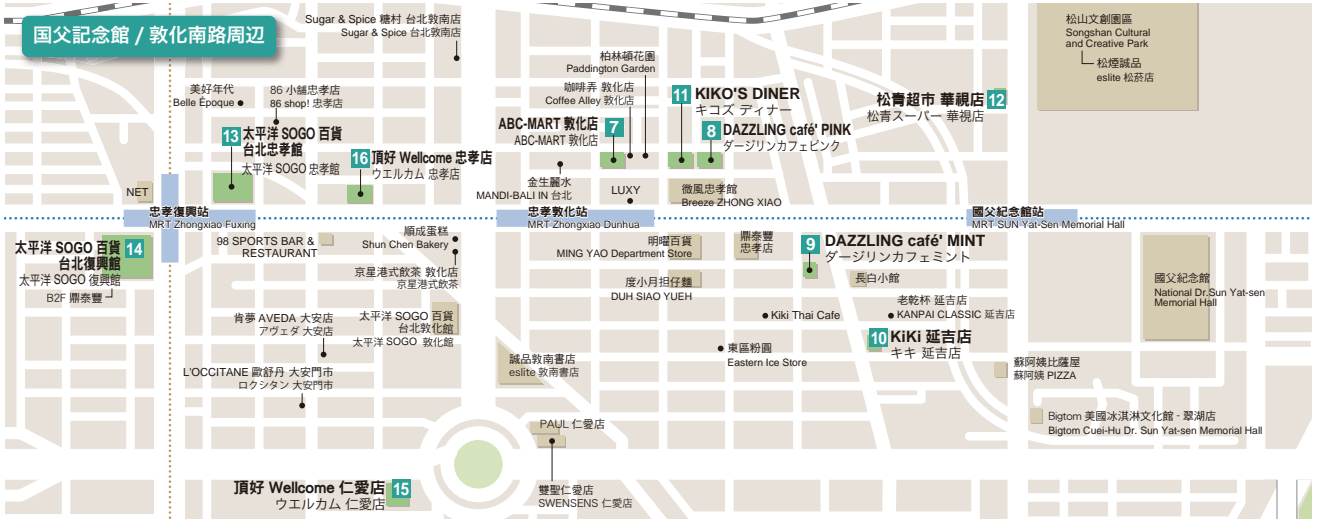 国父記念館 / 敦化南路周辺
Sugar & Spice 糖村 台北敦南店
Sugar & Spice 台北敦南店
松山文創園區
Songshan Cultural
and Creative Park
松煙誠品
eslite 松菸店
柏林頓花園
Paddington Garden
美好年代
Belle Époque
86 小舖忠孝店
86 shop! 忠孝店
咖啡弄 敦化店
Coffee Alley 敦化店
11 KIKO'S DINER
キコズ ディナー
松青超市 華視店 12
松青スーパー 華視店
13 太平洋 SOGO 百貨
台北忠孝館
太平洋 SOGO 忠孝館
ABC-MART 敦化店 7
ABC-MART 敦化店
8 DAZZLING café' PINK
ダージリンカフェピンク
16 頂好 Wellcome 忠孝店
ウエルカム 忠孝店
NET
金生麗水
MANDI-BALI IN 台北
LUXY
微風忠孝館
Breeze ZHONG XIAO
忠孝復興站
MRT Zhongxiao Fuxing
忠孝敦化站
MRT Zhongxiao Dunhua
國父紀念館站
MRT SUN Yat-Sen Memorial Hall
太平洋 SOGO 百貨 14
台北復興館
太平洋 SOGO 復興館
B2F 鼎泰豐
98 SPORTS BAR &
RESTAURANT
順成蛋糕
Shun Chen Bakery
京星港式飲茶 敦化店
京星港式飲茶
明曜百貨
MING YAO Department Store
鼎泰豐
忠孝店
9 DAZZLING café' MINT
ダージリンカフェミント
度小月担仔麵
DUH SIAO YUEH
長白小館
國父紀念館
National Dr.Sun Yat-sen
Memorial Hall
肯夢 AVEDA 大安店
アヴェダ 大安店
太平洋 SOGO 百貨
台北敦化館
太平洋 SOGO 敦化館
Kiki Thai Cafe
老乾杯 延吉店
KANPAI CLASSIC 延吉店
10 KiKi 延吉店
キキ 延吉店
誠品敦南書店
eslite 敦南書店
東區粉圓
Eastern Ice Store
蘇阿姨比薩屋
蘇阿姨 PIZZA
L'OCCITANE 歐舒丹 大安門市
ロクシタン 大安門市
PAUL 仁愛店
Bigtom 美國冰淇淋文化館 - 翠湖店
Bigtom Cuei-Hu Dr. Sun Yat-sen Memorial Hall
頂好 Wellcome 仁愛店 15
ウエルカム 仁愛店
雙聖仁愛店
SWENSENS 仁愛店